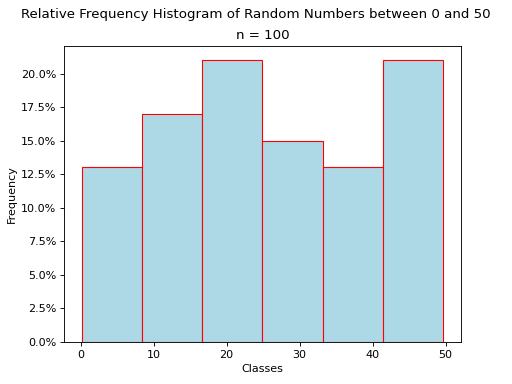 Relative Frequency Histogram of Random Numbers between 0 and 50
n = 100
20.0%
17.5%
15.0%
12.5%
10.0%
7.5%
5.0%
2.5%
0.0%
Frequency
0 10 20 30 40 50
Classes